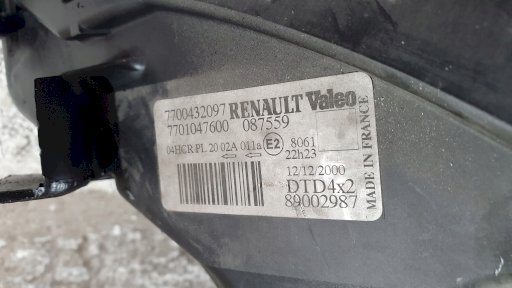 7700432097 RENAULT Valeo
7701047600 087559
04HCR PL 20 02A 011a E2 8061
22h23
12/12/2000
DTD4x2
89002987
MADE IN FRANCE